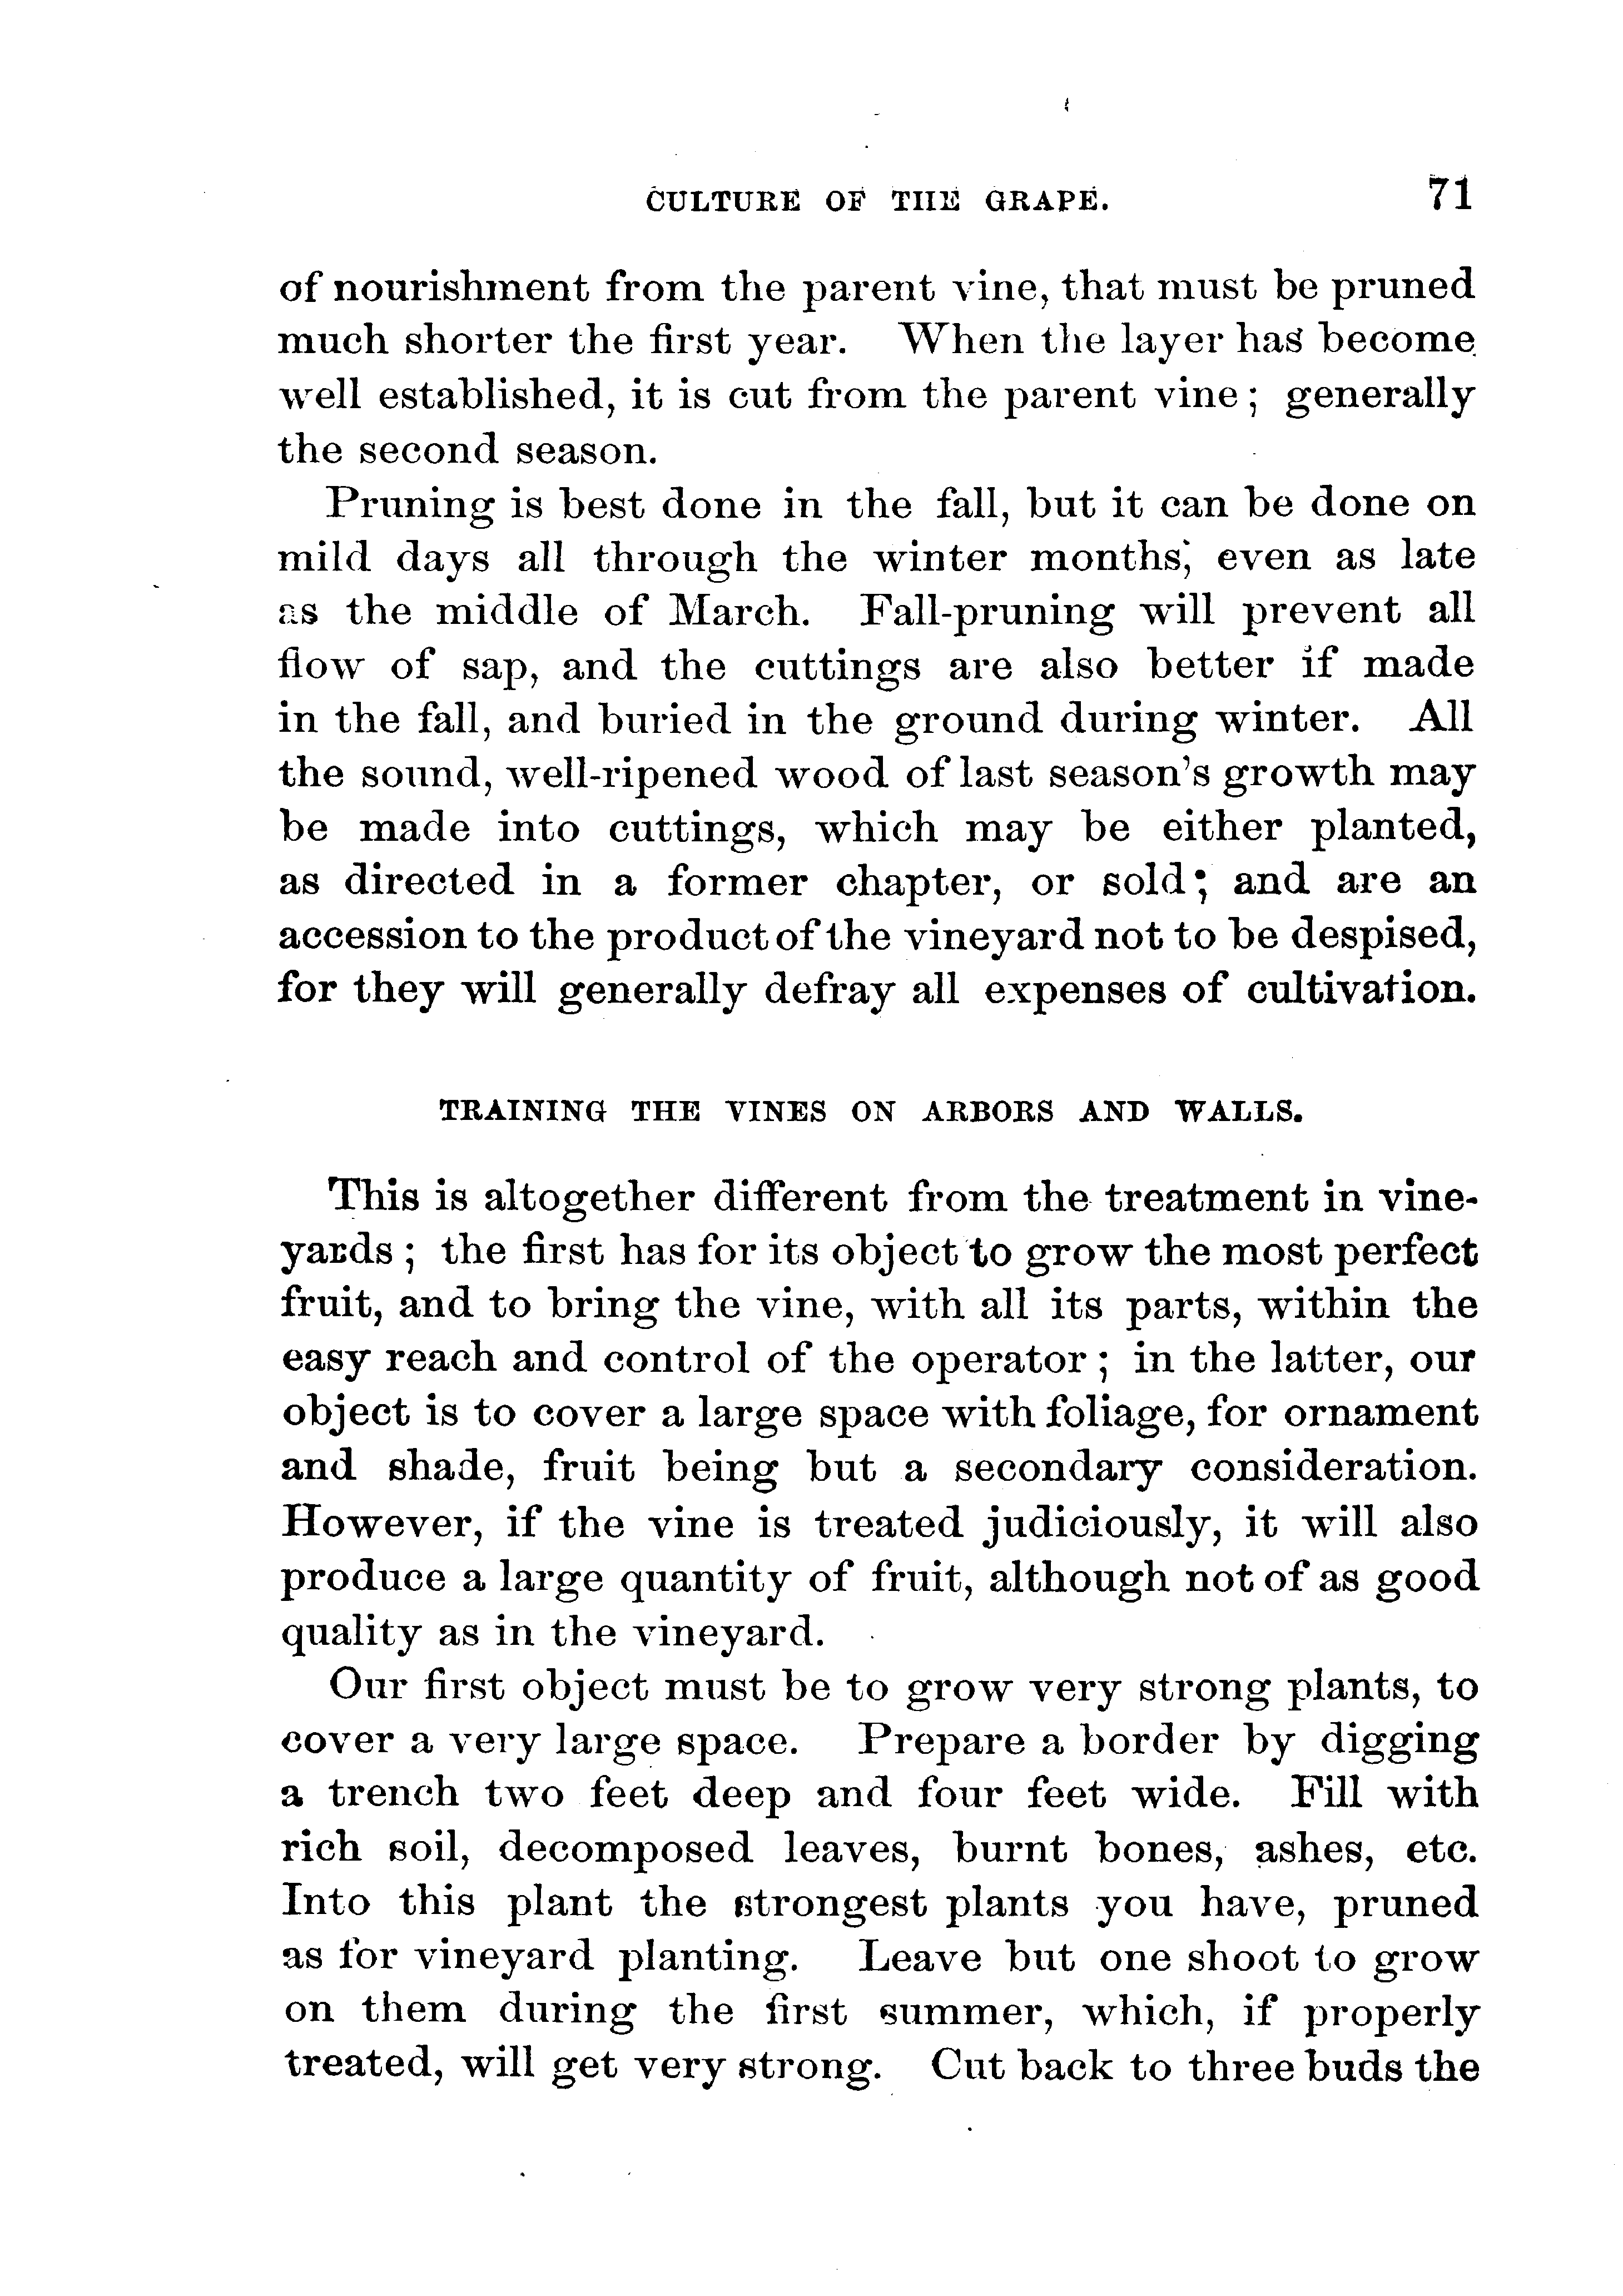 CULTURE OF THE GRAPE. 71
of nourishment from the parent vine, that must be pruned
much shorter the first year. When the layer has become
well established, it is cut from the parent vine; generally
the second season.
Pruning is best done in the fall, but it can be done on
mild days all through the winter months, even as late
as the middle of March. Fall-pruning will prevent all
flow of sap, and the cuttings are also better if made
in the fall, and buried in the ground during winter. All
the sound, well-ripened wood of last season's growth may
be made into cuttings, which may be either planted,
as directed in a former chapter, or sold; and are an
accession to the product of the vineyard not to be despised,
for they will generally defray all expenses of cultivation.
TRAINING THE VINES ON ARBORS AND WALLS.
This is altogether different from the treatment in vine-
yards; the first has for its object to grow the most perfect
fruit, and to bring the vine, with all its parts, within the
easy reach and control of the operator; in the latter, our
object is to cover a large space with foliage, for ornament
and shade, fruit being but a secondary consideration.
However, if the vine is treated judiciously, it will also
produce a large quantity of fruit, although not of as good
quality as in the vineyard.
Our first object must be to grow very strong plants, to
cover a very large space. Prepare a border by digging
a trench two feet deep and four feet wide. Fill with
rich soil, decomposed leaves, burnt bones, ashes, etc.
Into this plant the strongest plants you have, pruned
as for vineyard planting. Leave but one shoot to grow
on them during the first summer, which, if properly
treated, will get very strong. Cut back to three buds the